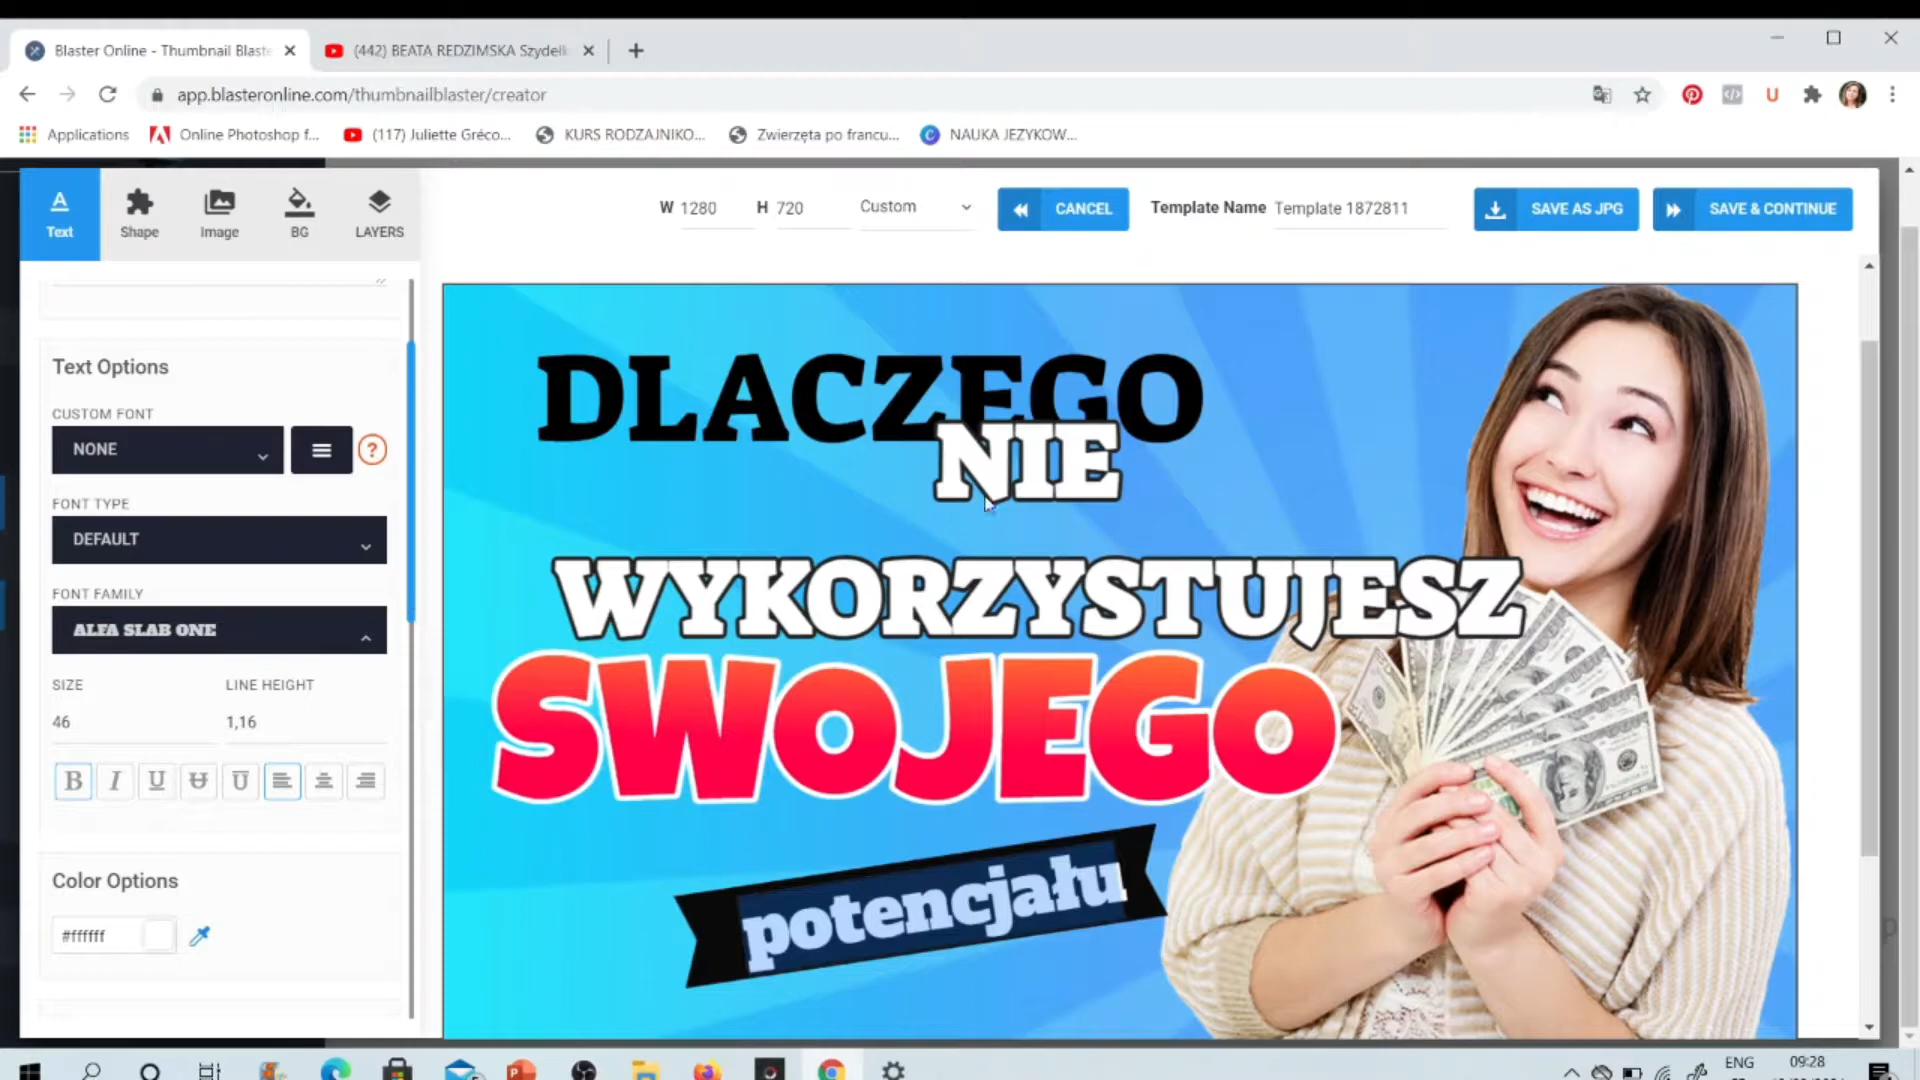 Blaster Online - Thumbnail Blaste
(442) BEATA REDZIMSKA Szydełk
app.blasteronline.com/thumbnailblaster/creator
Applications
Online Photoshop f...
(117) Juliette Gréco...
KURS RODZAJNIKO...
Zwierzęta po francu...
NAUKA JEZYKOW...
Text
Shape
Image
BG
LAYERS
W 1280
H 720
Custom
CANCEL
Template Name Template 1872811
SAVE AS JPG
SAVE & CONTINUE
Text Options
CUSTOM FONT
NONE
?
FONT TYPE
DEFAULT
FONT FAMILY
ALFA SLAB ONE
SIZE
LINE HEIGHT
46
1,16
Color Options
#ffffff
DLACZEGO
NIE
WYKORZYSTUJESZ
SWOJEGO
potencjału
ENG
09:28